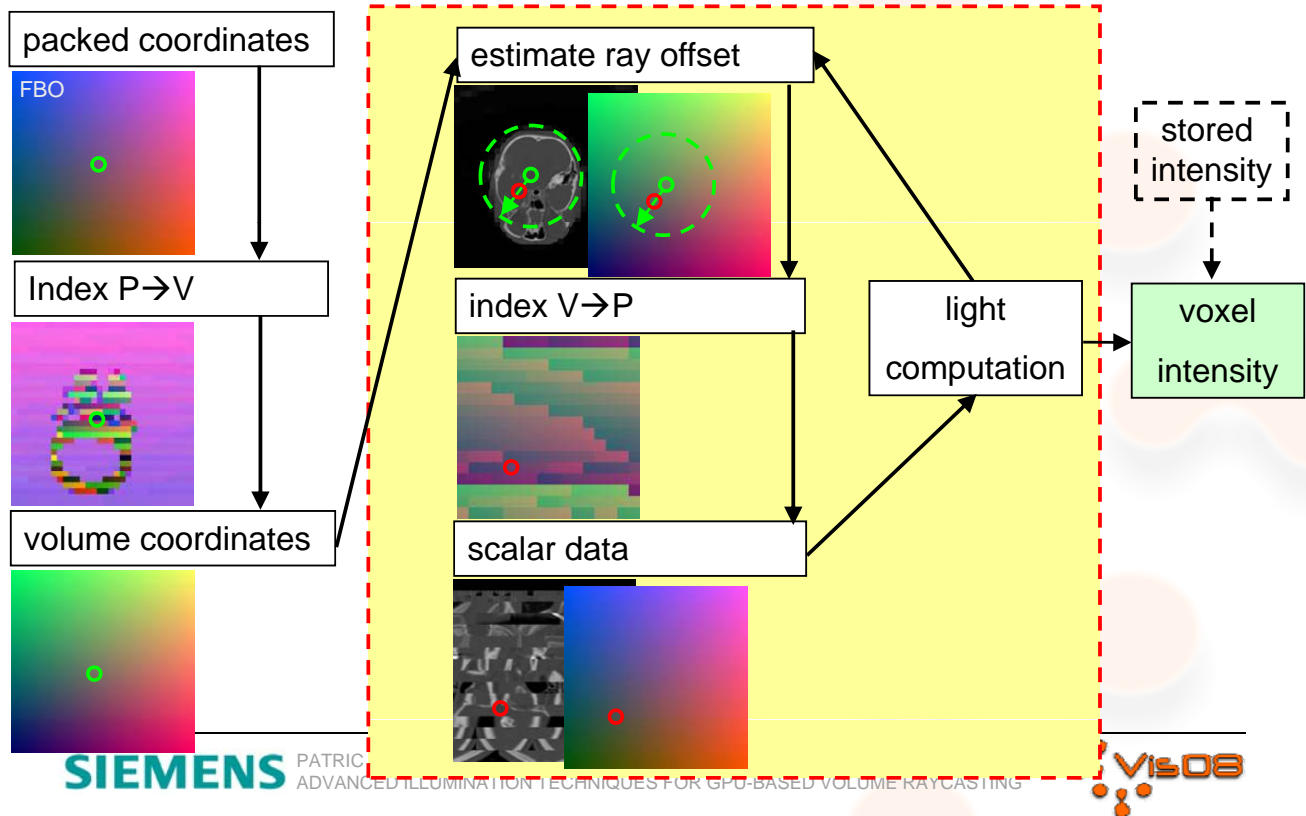 packed coordinates
FBO
Index P→V
volume coordinates
estimate ray offset
index V→P
scalar data
light
computation
stored
intensity
voxel
intensity
SIEMENS
PATRIC
ADVANCED ILLUMINATION TECHNIQUES FOR GPU-BASED VOLUME RAYCASTING
Vis08